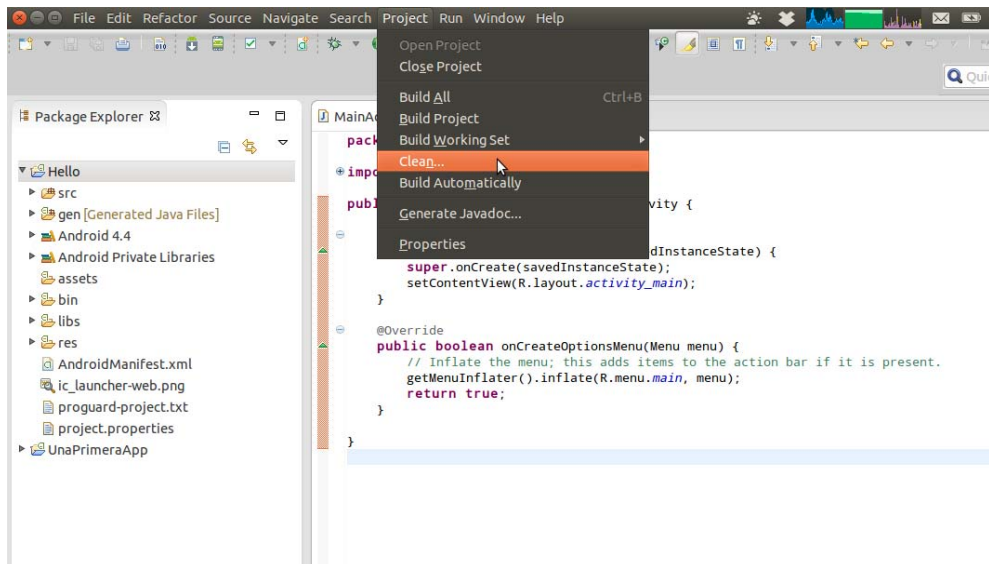 File Edit Refactor Source Navigate Search Project Run Window Help
Open Project
Close Project
Build All Ctrl+B
Build Project
Build Working Set
Clean...
Build Automatically
Generate Javadoc...
Properties
Package Explorer
Hello
src
gen [Generated Java Files]
Android 4.4
Android Private Libraries
assets
bin
libs
res
AndroidManifest.xml
ic_launcher-web.png
proguard-project.txt
project.properties
UnaPrimeraApp
Qui
MainA
pack
impo
publ vity {
dInstanceState) {
super.onCreate(savedInstanceState);
setContentView(R.layout.activity_main);
}
@Override
public boolean onCreateOptionsMenu(Menu menu) {
// Inflate the menu; this adds items to the action bar if it is present.
getMenuInflater().inflate(R.menu.main, menu);
return true;
}
}